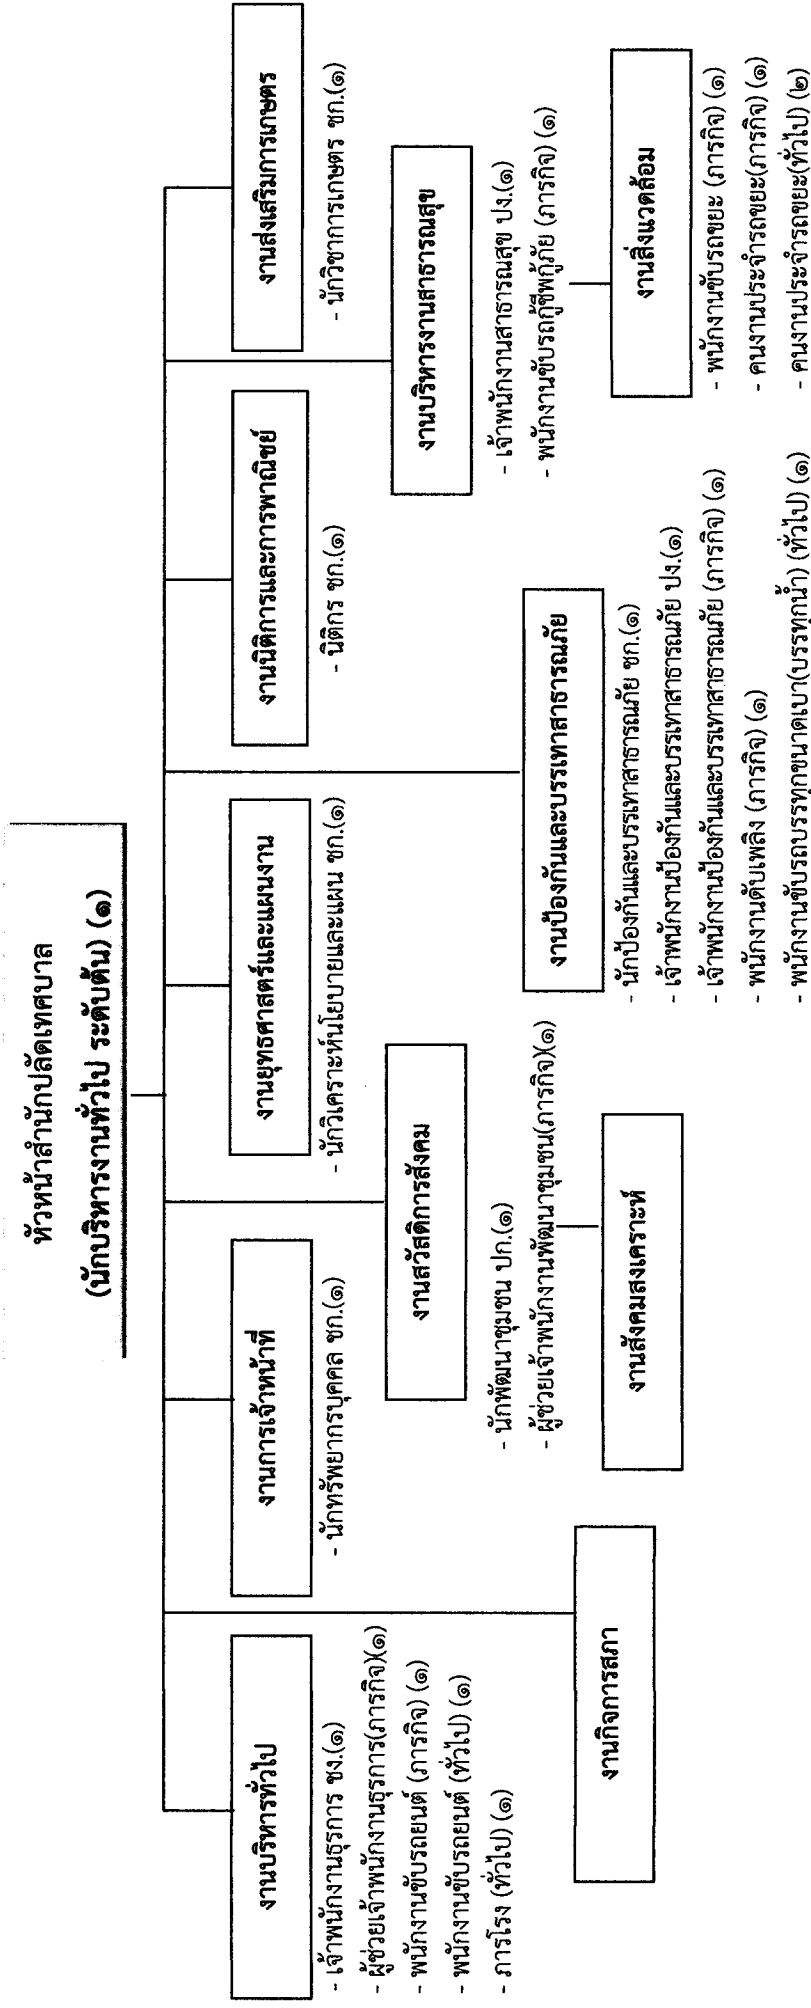 หัวหน้าสำนักปลัดเทศบาล
(นักบริหารงานทั่วไป ระดับต้น) (๑)
งานบริหารทั่วไป
- เจ้าพนักงานธุรการ ชง.(๑)
- ผู้ช่วยเจ้าพนักงานธุรการ(ภารกิจ)(๑)
- พนักงานขับรถยนต์ (ภารกิจ) (๑)
- พนักงานขับรถยนต์ (ทั่วไป) (๑)
- ภารโรง (ทั่วไป) (๑)
งานกิจการสภา
งานการเจ้าหน้าที่
- นักทรัพยากรบุคคล ชก.(๑)
งานสวัสดิการสังคม
- นักพัฒนาชุมชน ปก.(๑)
- ผู้ช่วยเจ้าพนักงานพัฒนาชุมชน(ภารกิจ)(๑)
งานสังคมสงเคราะห์
งานยุทธศาสตร์และแผนงาน
- นักวิเคราะห์นโยบายและแผน ชก.(๑)
งานป้องกันและบรรเทาสาธารณภัย
- นักป้องกันและบรรเทาสาธารณภัย ชก.(๑)
- เจ้าพนักงานป้องกันและบรรเทาสาธารณภัย ปง.(๑)
- เจ้าพนักงานป้องกันและบรรเทาสาธารณภัย (ภารกิจ) (๑)
- พนักงานดับเพลิง (ภารกิจ) (๑)
- พนักงานขับรถบรรทุกขนาดเบา(บรรทุกน้ำ) (ทั่วไป) (๑)
งานนิติการและการพาณิชย์
- นิติกร ชก.(๑)
งานบริหารงานสาธารณสุข
- เจ้าพนักงานสาธารณสุข ปง.(๑)
- พนักงานขับรถกู้ชีพกู้ภัย (ภารกิจ) (๑)
งานสิ่งแวดล้อม
- พนักงานขับรถขยะ (ภารกิจ) (๑)
- คนงานประจำรถขยะ(ภารกิจ) (๑)
- คนงานประจำรถขยะ(ทั่วไป) (๒)
งานส่งเสริมการเกษตร
- นักวิชาการเกษตร ชก.(๑)